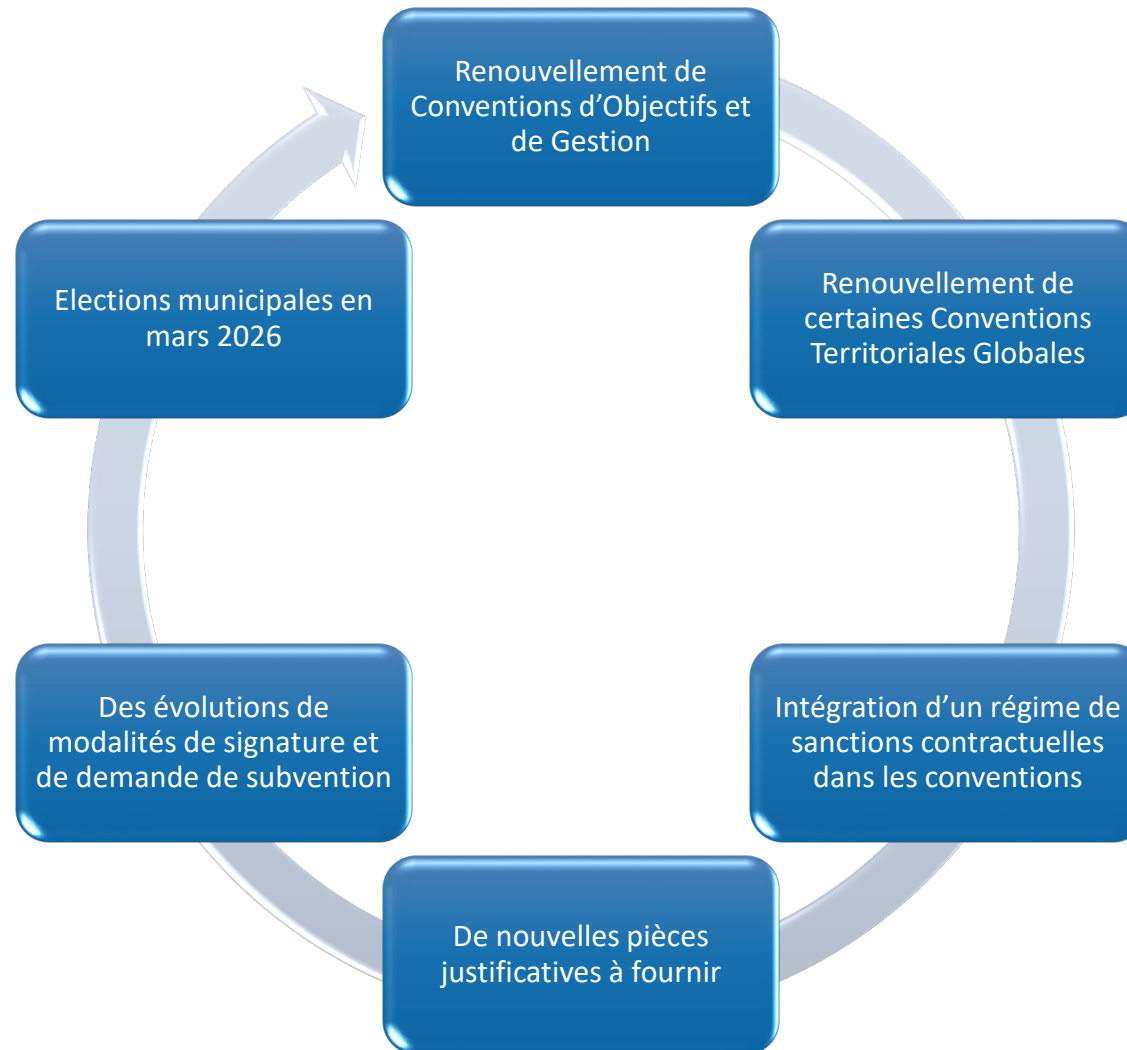 Renouvellement de
Conventions d’Objectifs et
de Gestion
Renouvellement de
certaines Conventions
Territoriales Globales
Intégration d’un régime de
sanctions contractuelles
dans les conventions
De nouvelles pièces
justificatives à fournir
Des évolutions de
modalités de signature et
de demande de subvention
Elections municipales en
mars 2026